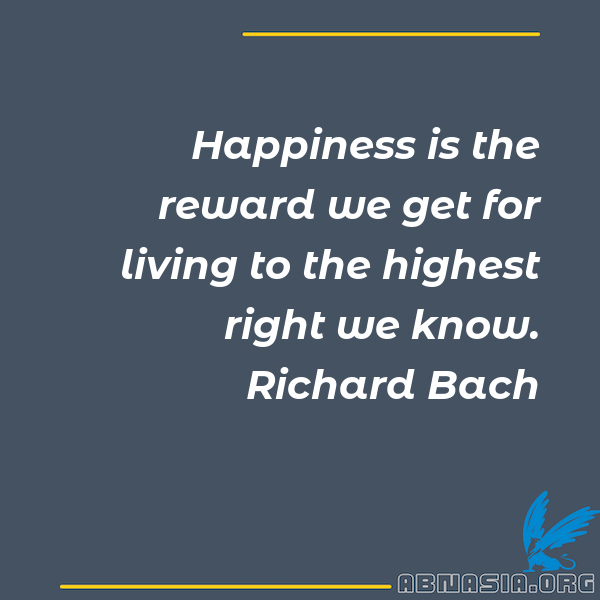 Happiness is the
reward we get for
living to the highest
right we know.
Richard Bach
ABNASIA.ORG